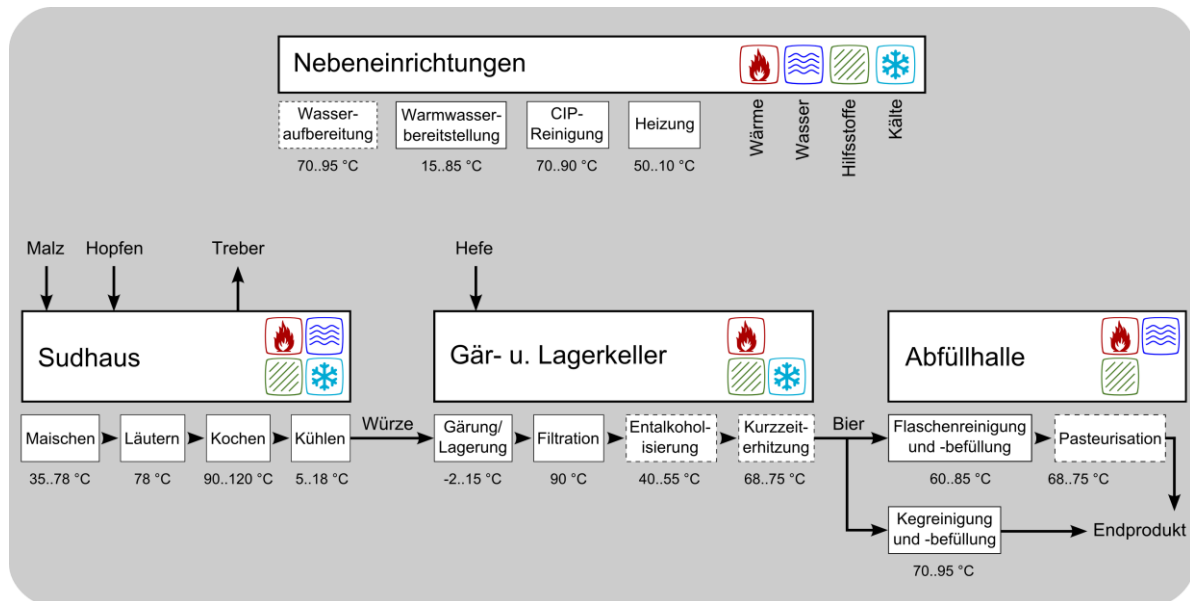 Nebeneinrichtungen
Wärme
Wasser
Hilfsstoffe
Kälte
Wasser-
aufbereitung
70..95 °C
Warmwasser-
bereitstellung
15..85 °C
CIP-
Reinigung
70..90 °C
Heizung
50..10 °C
Malz
Hopfen
Treber
Hefe
Sudhaus
Gär- u. Lagerkeller
Abfüllhalle
Maischen
35..78 °C
Läutern
78 °C
Kochen
90..120 °C
Kühlen
5..18 °C
Würze
Gärung/
Lagerung
-2..15 °C
Filtration
90 °C
Entalkohol-
isierung
40..55 °C
Kurzzeit-
erhitzung
68..75 °C
Bier
Flaschenreinigung
und -befüllung
60..85 °C
Pasteurisation
68..75 °C
Kegreinigung
und -befüllung
70..95 °C
Endprodukt